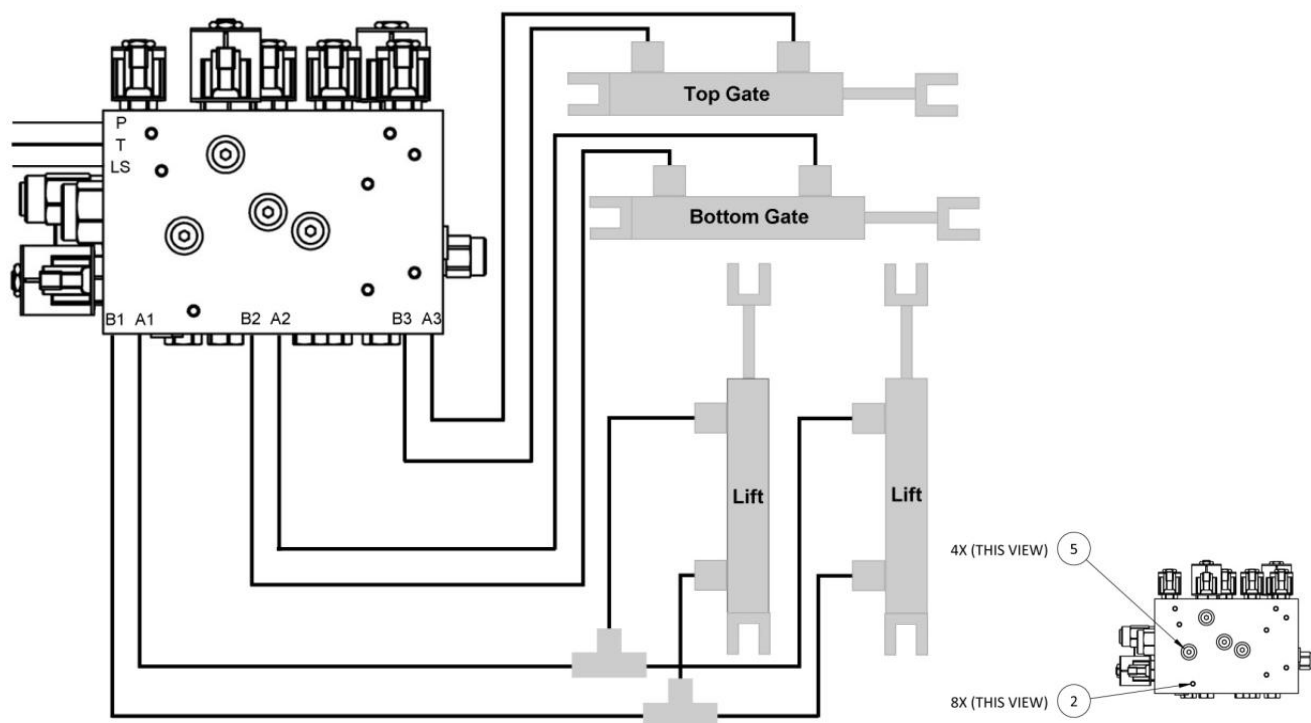 P
T
LS
B1 A1 B2 A2 B3 A3
Top Gate
Bottom Gate
Lift
Lift
4X (THIS VIEW) 5
8X (THIS VIEW) 2